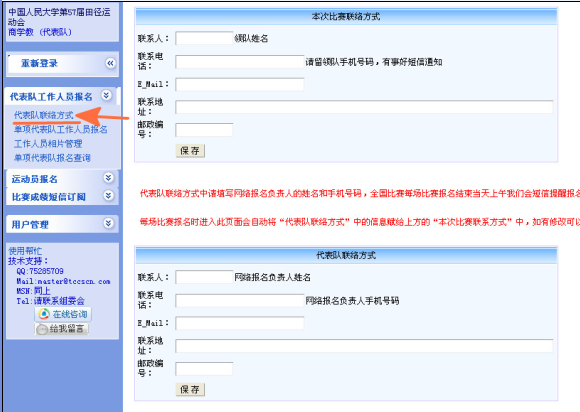 中国人民大学第57届田径运
动会
商学数（代表队）
重新登录
代表队工作人员报名
代表队联络方式
单项代表队工作人员报名
工作人员相片管理
单项代表队报名查询
运动员报名
比赛成绩短信订阅
用户管理
使用帮忙
技术支持：
QQ:75285709
Mail:master@tccscn.com
MSN:同上
Tel:请联系组委会
在线咨询
给我留言
本次比赛联络方式
联系人： 领队姓名
联系电
话： 请留领队手机号码，有事好短信通知
E_Mail：
联系地
址：
邮政编
号：
保存
代表队联络方式中请填写网络报名负责人的姓名和手机号码，全国比赛每场比赛报名结束当天上午我们会短信提醒报名
每场比赛报名时进入此页面会自动将“代表队联络方式”中的信息赋给上方的“本次比赛联系方式”中，如有修改可以
代表队联络方式
联系人： 网络报名负责人姓名
联系电
话： 网络报名负责人手机号码
E_Mail：
联系地
址：
邮政编
号：
保存